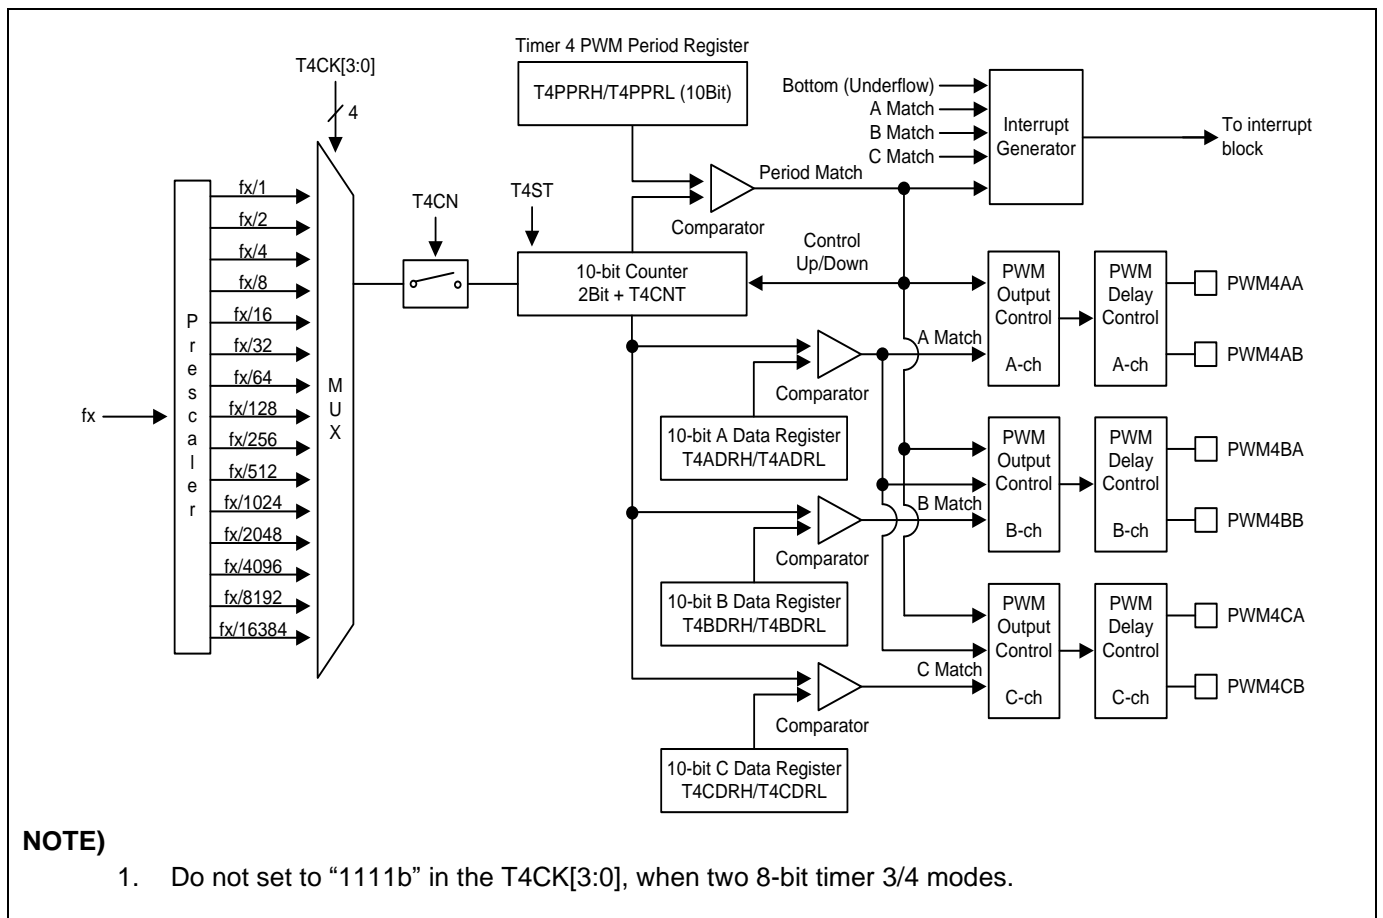 Timer 4 PWM Period Register
T4CK[3:0]
4
T4PPRH/T4PPRL (10Bit)
Bottom (Underflow)
A Match
B Match
C Match
Interrupt
Generator
To interrupt
block
Period Match
Comparator
T4CN
T4ST
Control
Up/Down
10-bit Counter
2Bit + T4CNT
fx
Prescaler
fx/1
fx/2
fx/4
fx/8
fx/16
fx/32
fx/64
fx/128
fx/256
fx/512
fx/1024
fx/2048
fx/4096
fx/8192
fx/16384
MUX
A Match
Comparator
10-bit A Data Register
T4ADRH/T4ADRL
PWM
Output
Control
A-ch
PWM
Delay
Control
A-ch
PWM4AA
PWM4AB
B Match
Comparator
10-bit B Data Register
T4BDRH/T4BDRL
PWM
Output
Control
B-ch
PWM
Delay
Control
B-ch
PWM4BA
PWM4BB
C Match
Comparator
10-bit C Data Register
T4CDRH/T4CDRL
PWM
Output
Control
C-ch
PWM
Delay
Control
C-ch
PWM4CA
PWM4CB
NOTE)
1. Do not set to “1111b” in the T4CK[3:0], when two 8-bit timer 3/4 modes.